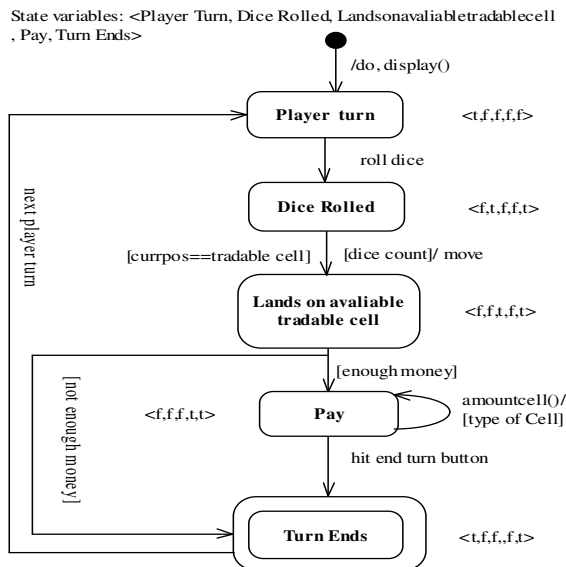 State variables: <Player Turn, Dice Rolled, Landsonavaliabletradablecell
, Pay, Turn Ends>
/do, display()
Player turn
<t,f,f,f,f>
roll dice
Dice Rolled
<f,t,f,f,t>
[currpos==tradable cell]
[dice count]/ move
Lands on avaliable
tradable cell
<f,f,t,f,t>
next player turn
[enough money]
[not enough money]
<f,f,f,t,t>
Pay
amountcell()/
[type of Cell]
hit end turn button
Turn Ends
<t,f,f,,f,t>